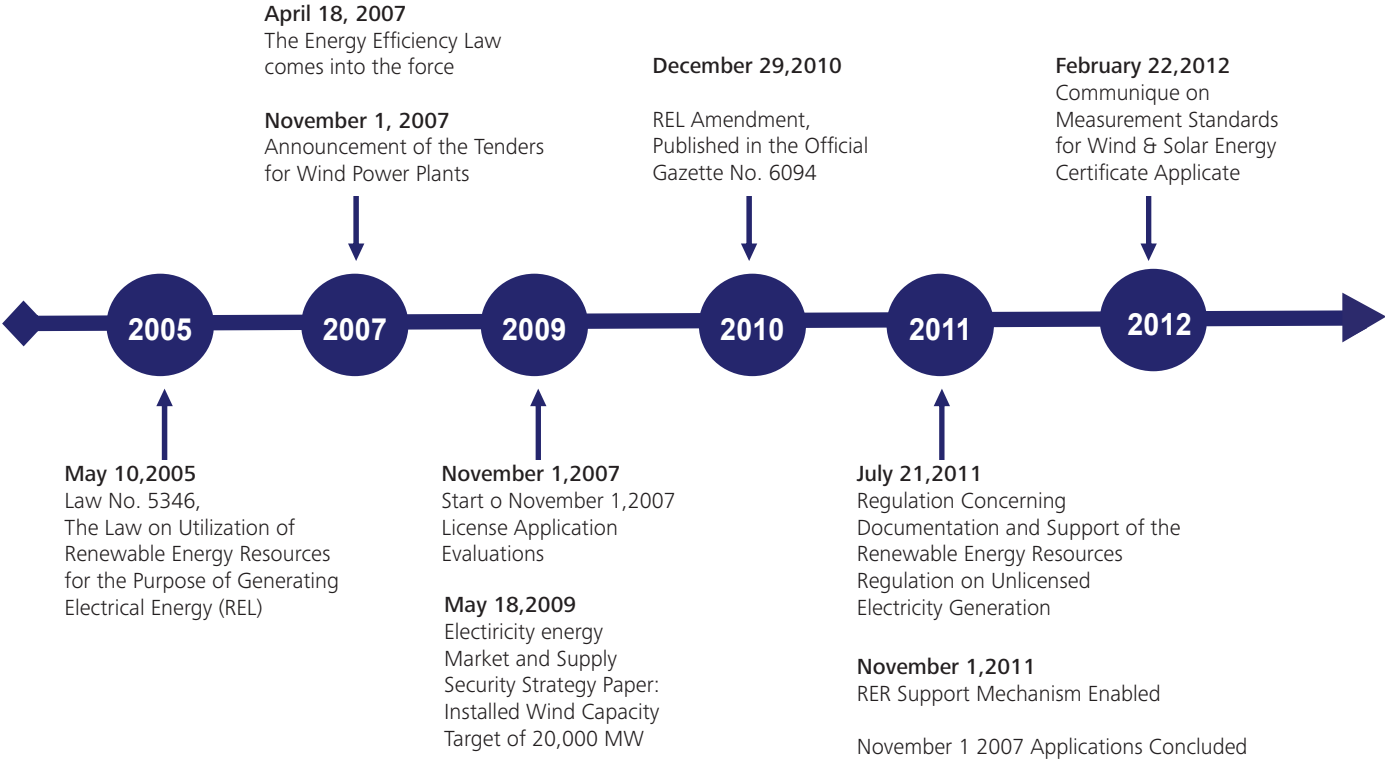 April 18, 2007
The Energy Efficiency Law
comes into the force
November 1, 2007
Announcement of the Tenders
for Wind Power Plants
December 29,2010
REL Amendment,
Published in the Official
Gazette No. 6094
February 22,2012
Communique on
Measurement Standards
for Wind & Solar Energy
Certificate Applicate
2005
2007
2009
2010
2011
2012
May 10,2005
Law No. 5346,
The Law on Utilization of
Renewable Energy Resources
for the Purpose of Generating
Electrical Energy (REL)
November 1,2007
Start o November 1,2007
License Application
Evaluations
May 18,2009
Electiricity energy
Market and Supply
Security Strategy Paper:
Installed Wind Capacity
Target of 20,000 MW
July 21,2011
Regulation Concerning
Documentation and Support of the
Renewable Energy Resources
Regulation on Unlicensed
Electricity Generation
November 1,2011
RER Support Mechanism Enabled
November 1 2007 Applications Concluded